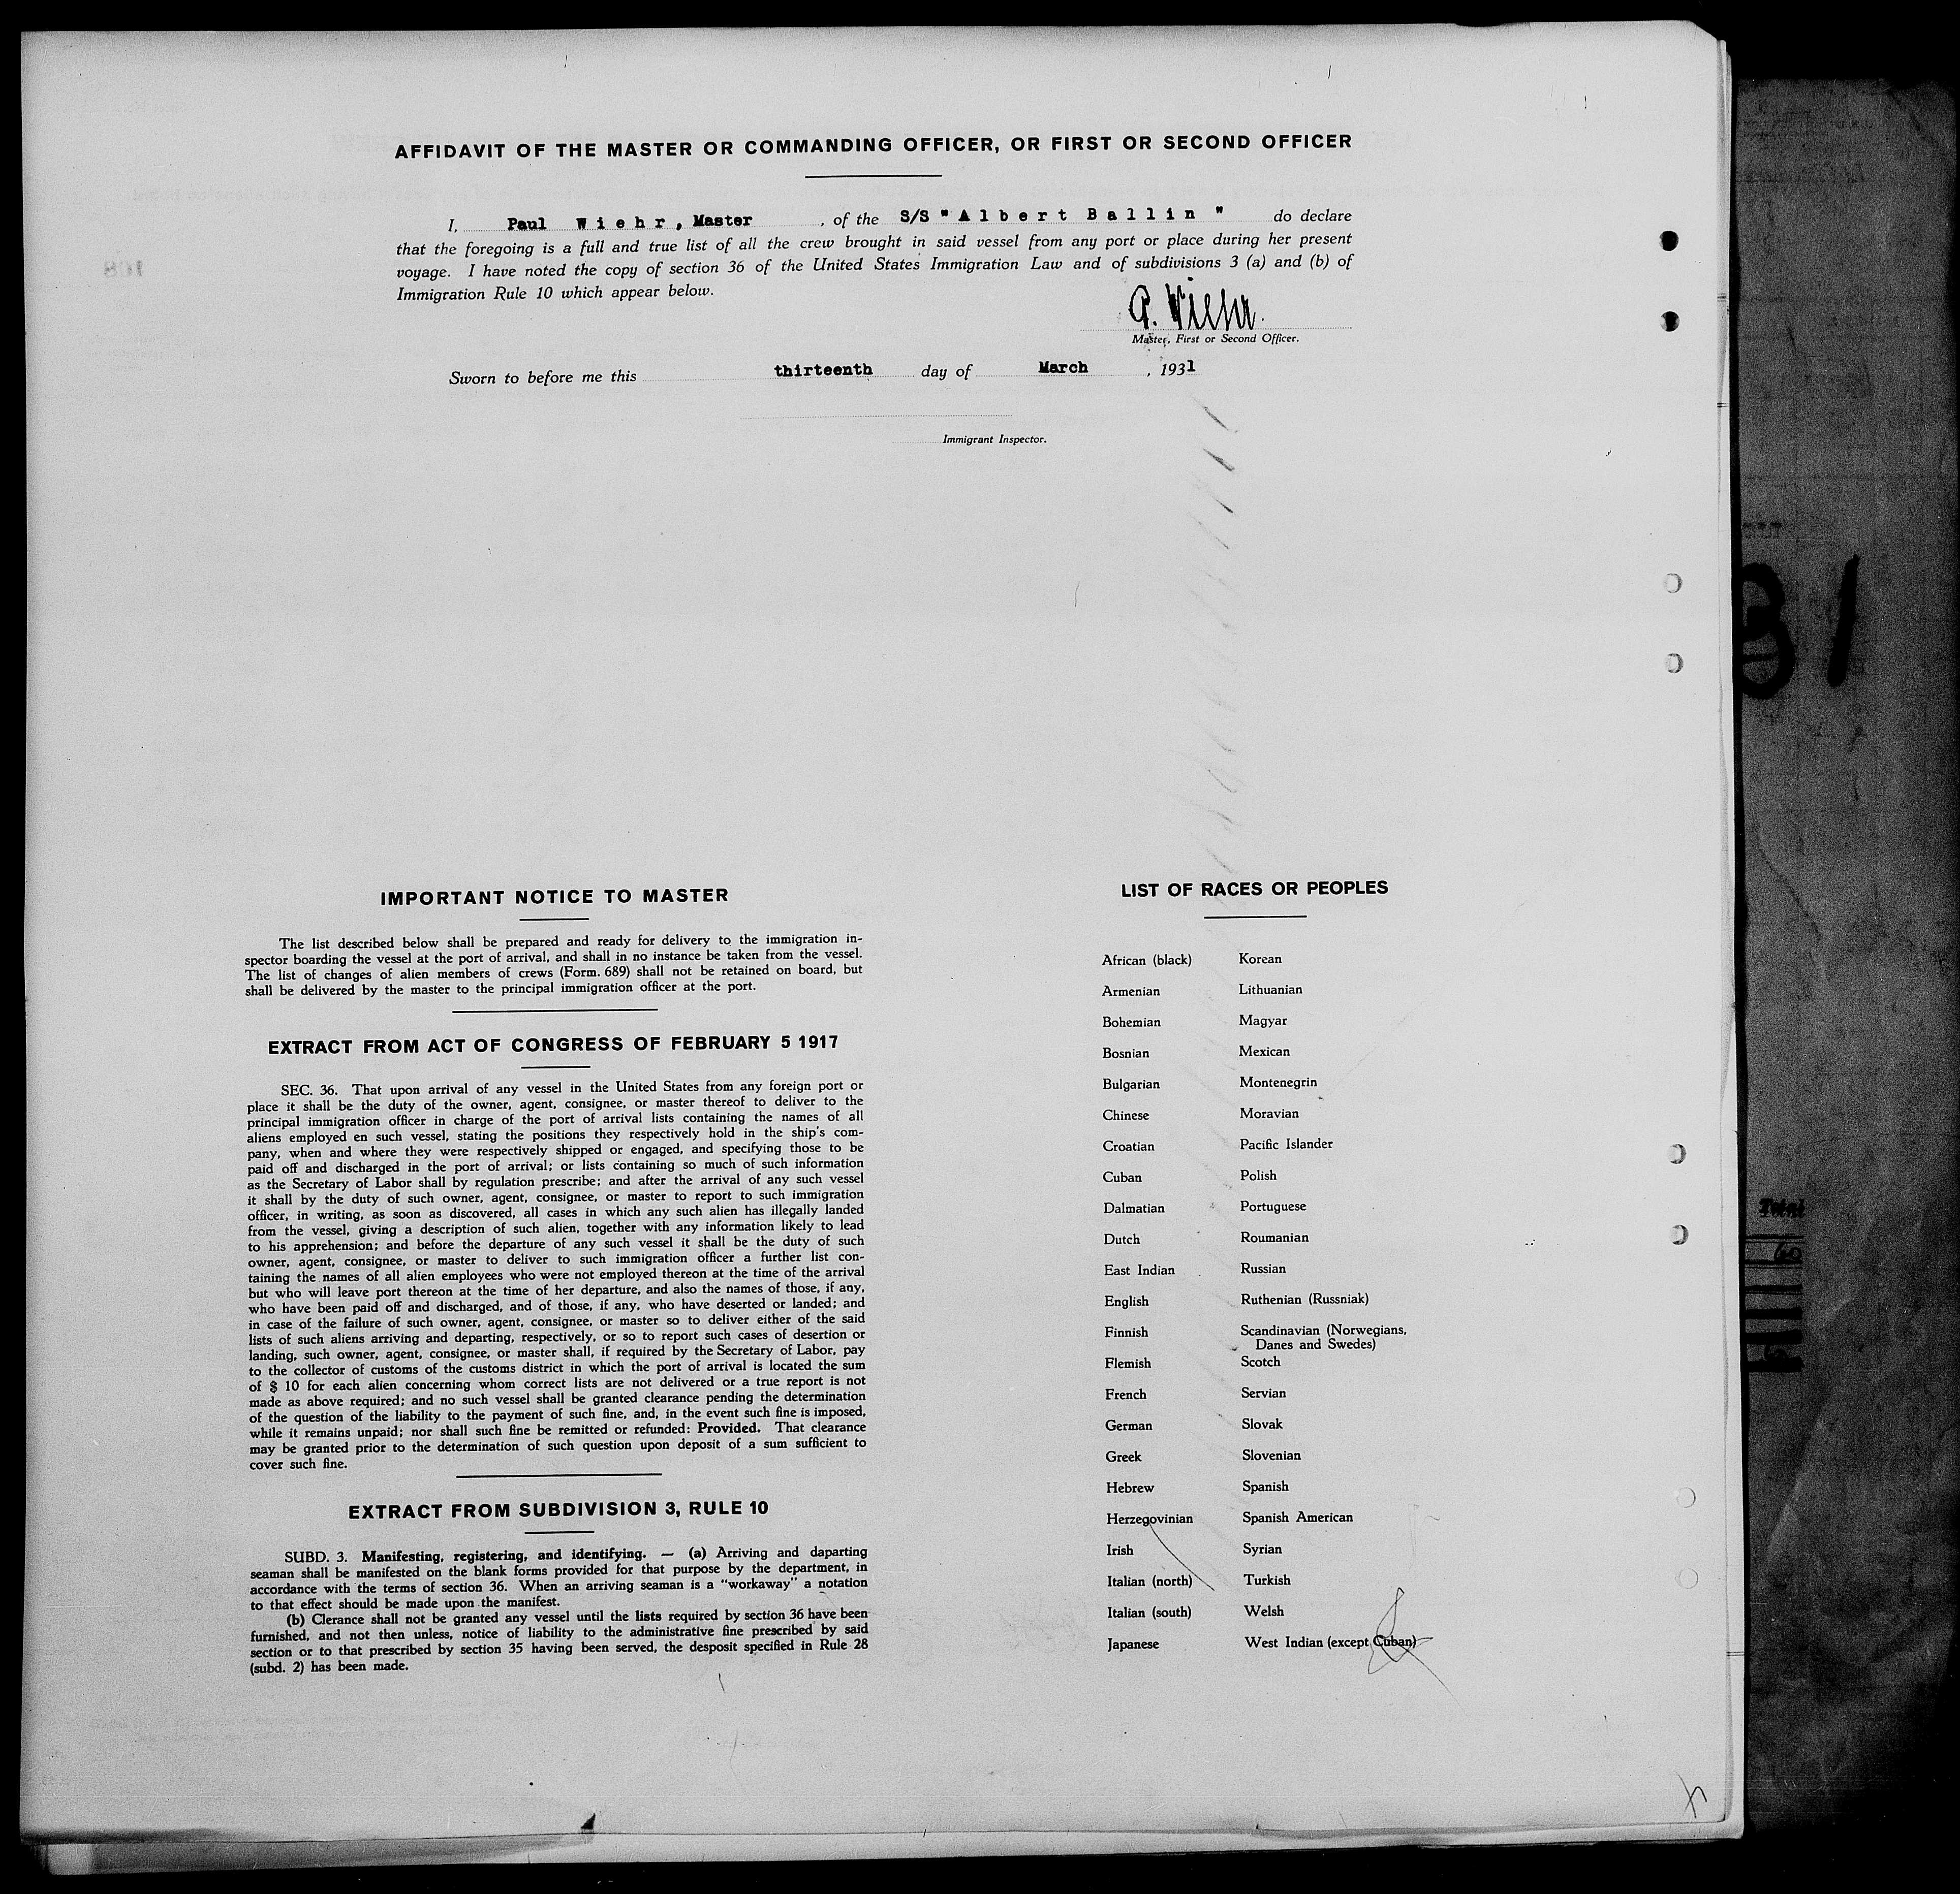 AFFIDAVIT OF THE MASTER OR COMMANDING OFFICER, OR FIRST OR SECOND OFFICER
I, Paul Wiehr, Master, of the S/S "Albert Ballin" do declare
that the foregoing is a full and true list of all the crew brought in said vessel from any port or place during her present
voyage. I have noted the copy of section 36 of the United States Immigration Law and of subdivisions 3 (a) and (b) of
Immigration Rule 10 which appear below.
P. Wiehr.
Master, First or Second Officer.
Sworn to before me this thirteenth day of March, 1931
Immigrant Inspector.
IMPORTANT NOTICE TO MASTER
The list described below shall be prepared and ready for delivery to the immigration in-
spector boarding the vessel at the port of arrival, and shall in no instance be taken from the vessel.
The list of changes of alien members of crews (Form. 689) shall not be retained on board, but
shall be delivered by the master to the principal immigration officer at the port.
EXTRACT FROM ACT OF CONGRESS OF FEBRUARY 5 1917
SEC. 36. That upon arrival of any vessel in the United States from any foreign port or
place it shall be the duty of the owner, agent, consignee, or master thereof to deliver to the
principal immigration officer in charge of the port of arrival lists containing the names of all
aliens employed en such vessel, stating the positions they respectively hold in the ship's com-
pany, when and where they were respectively shipped or engaged, and specifying those to be
paid off and discharged in the port of arrival; or lists containing so much of such information
as the Secretary of Labor shall by regulation prescribe; and after the arrival of any such vessel
it shall by the duty of such owner, agent, consignee, or master to report to such immigration
officer, in writing, as soon as discovered, all cases in which any such alien has illegally landed
from the vessel, giving a description of such alien, together with any information likely to lead
to his apprehension; and before the departure of any such vessel it shall be the duty of such
owner, agent, consignee, or master to deliver to such immigration officer a further list con-
taining the names of all alien employees who were not employed thereon at the time of the arrival
but who will leave port thereon at the time of her departure, and also the names of those, if any,
who have been paid off and discharged, and of those, if any, who have deserted or landed; and
in case of the failure of such owner, agent, consignee, or master so to deliver either of the said
lists of such aliens arriving and departing, respectively, or so to report such cases of desertion or
landing, such owner, agent, consignee, or master shall, if required by the Secretary of Labor, pay
to the collector of customs of the customs district in which the port of arrival is located the sum
of $ 10 for each alien concerning whom correct lists are not delivered or a true report is not
made as above required; and no such vessel shall be granted clearance pending the determination
of the question of the liability to the payment of such fine, and, in the event such fine is imposed,
while it remains unpaid; nor shall such fine be remitted or refunded: Provided. That clearance
may be granted prior to the determination of such question upon deposit of a sum sufficient to
cover such fine.
EXTRACT FROM SUBDIVISION 3, RULE 10
SUBD. 3. Manifesting, registering, and identifying. — (a) Arriving and daparting
seaman shall be manifested on the blank forms provided for that purpose by the department, in
accordance with the terms of section 36. When an arriving seaman is a "workaway" a notation
to that effect should be made upon the manifest.
(b) Clerance shall not be granted any vessel until the lists required by section 36 have been
furnished, and not then unless, notice of liability to the administrative fine prescribed by said
section or to that prescribed by section 35 having been served, the desposit specified in Rule 28
(subd. 2) has been made.
LIST OF RACES OR PEOPLES
African (black) Korean
Armenian Lithuanian
Bohemian Magyar
Bosnian Mexican
Bulgarian Montenegrin
Chinese Moravian
Croatian Pacific Islander
Cuban Polish
Dalmatian Portuguese
Dutch Roumanian
East Indian Russian
English Ruthenian (Russniak)
Finnish Scandinavian (Norwegians,
Danes and Swedes)
Flemish Scotch
French Servian
German Slovak
Greek Slovenian
Hebrew Spanish
Herzegovinian Spanish American
Irish Syrian
Italian (north) Turkish
Italian (south) Welsh
Japanese West Indian (except Cuban)
31
Total